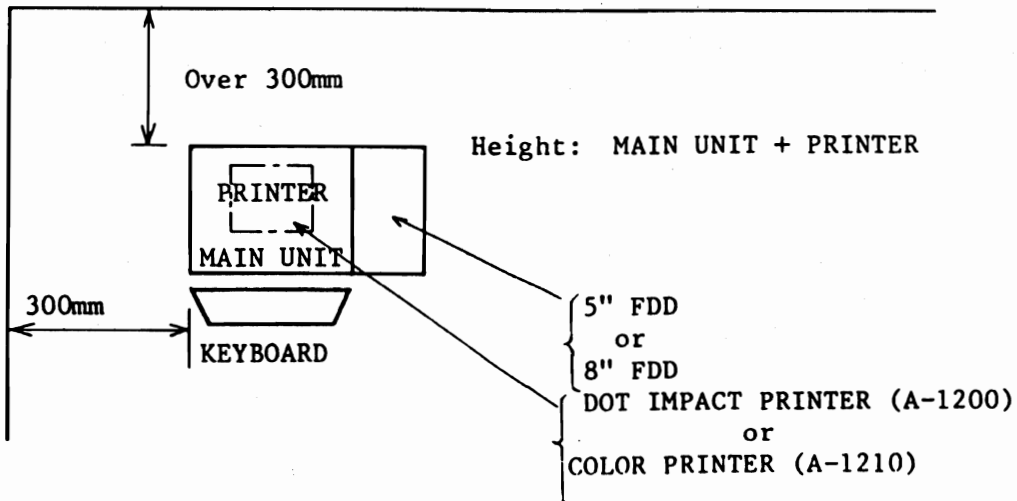 Over 300mm
Height: MAIN UNIT + PRINTER
PRINTER
MAIN UNIT
300mm
KEYBOARD
5" FDD
or
8" FDD
DOT IMPACT PRINTER (A-1200)
or
COLOR PRINTER (A-1210)